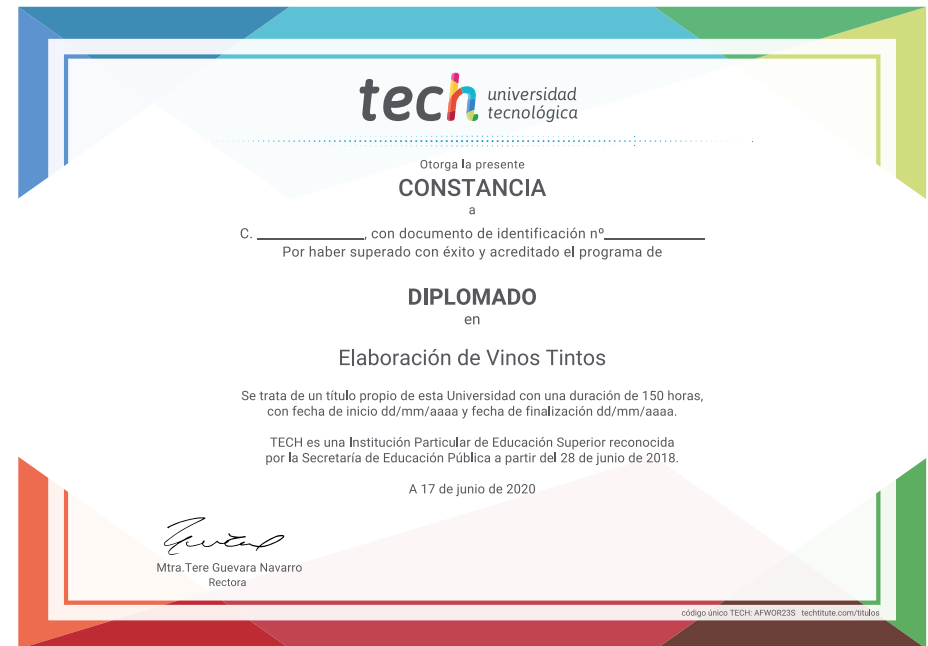 tech universidad
tecnológica
Otorga la presente
CONSTANCIA
a
C. ______________, con documento de identificación nº_____________
Por haber superado con éxito y acreditado el programa de
DIPLOMADO
en
Elaboración de Vinos Tintos
Se trata de un título propio de esta Universidad con una duración de 150 horas,
con fecha de inicio dd/mm/aaaa y fecha de finalización dd/mm/aaaa.
TECH es una Institución Particular de Educación Superior reconocida
por la Secretaría de Educación Pública a partir del 28 de junio de 2018.
A 17 de junio de 2020
Mtra.Tere Guevara Navarro
Rectora
código único TECH: AFWOR23S techtitute.com/titulos